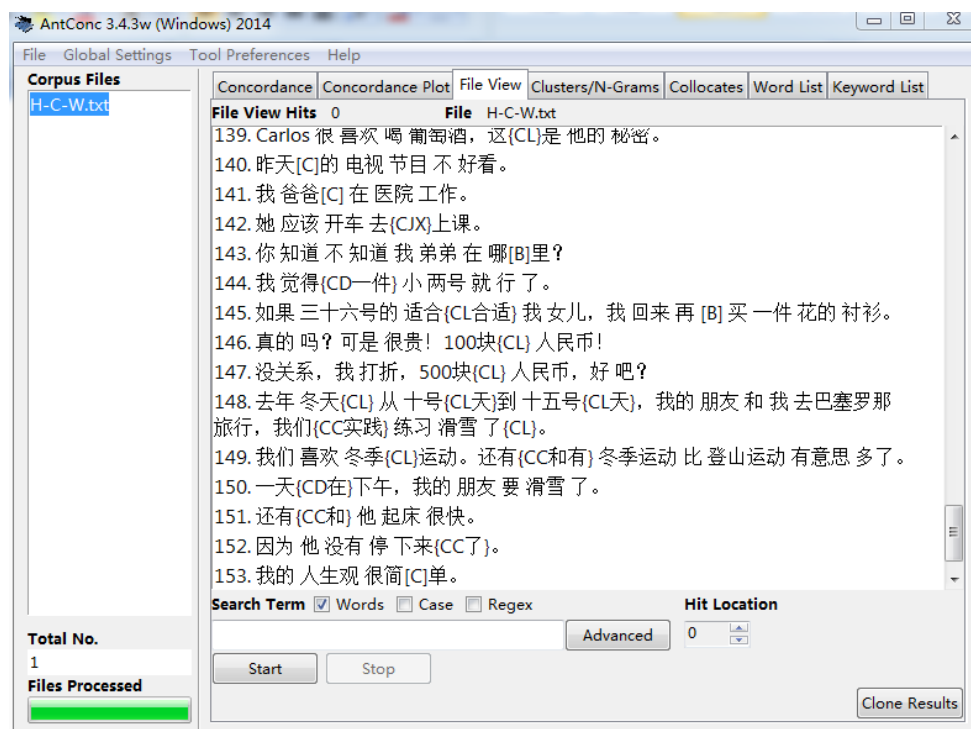 AntConc 3.4.3w (Windows) 2014
File Global Settings Tool Preferences Help
Corpus Files
H-C-W.txt
Concordance Concordance Plot File View Clusters/N-Grams Collocates Word List Keyword List
File View Hits 0 File H-C-W.txt
139. Carlos 很 喜欢 喝 葡萄酒，这{CL}是 他的 秘密。
140. 昨天[C]的 电视 节目 不 好看。
141. 我 爸爸[C] 在 医院 工作。
142. 她 应该 开车 去{CJX}上课。
143. 你 知道 不 知道 我 弟弟 在 哪[B]里？
144. 我 觉得{CD一件} 小 两号 就 行 了。
145. 如果 三十六号的 适合{CL合适} 我 女儿，我 回来 再 [B] 买 一件 花的 衬衫。
146. 真的 吗？可是 很贵！100块{CL} 人民币！
147. 没关系，我 打折，500块{CL} 人民币，好 吧？
148. 去年 冬天{CL} 从 十号{CL天}到 十五号{CL天}，我的 朋友 和 我 去巴塞罗那
旅行，我们{CC实践} 练习 滑雪 了{CL}。
149. 我们 喜欢 冬季{CL}运动。还有{CC和有} 冬季运动 比 登山运动 有意思 多了。
150. 一天{CD在}下午，我的 朋友 要 滑雪 了。
151. 还有{CC和} 他 起床 很快。
152. 因为 他 没有 停 下来{CC了}。
153. 我的 人生观 很简[C]单。
Search Term Words Case Regex Hit Location
Advanced 0
Total No.
1
Start Stop
Files Processed
Clone Results